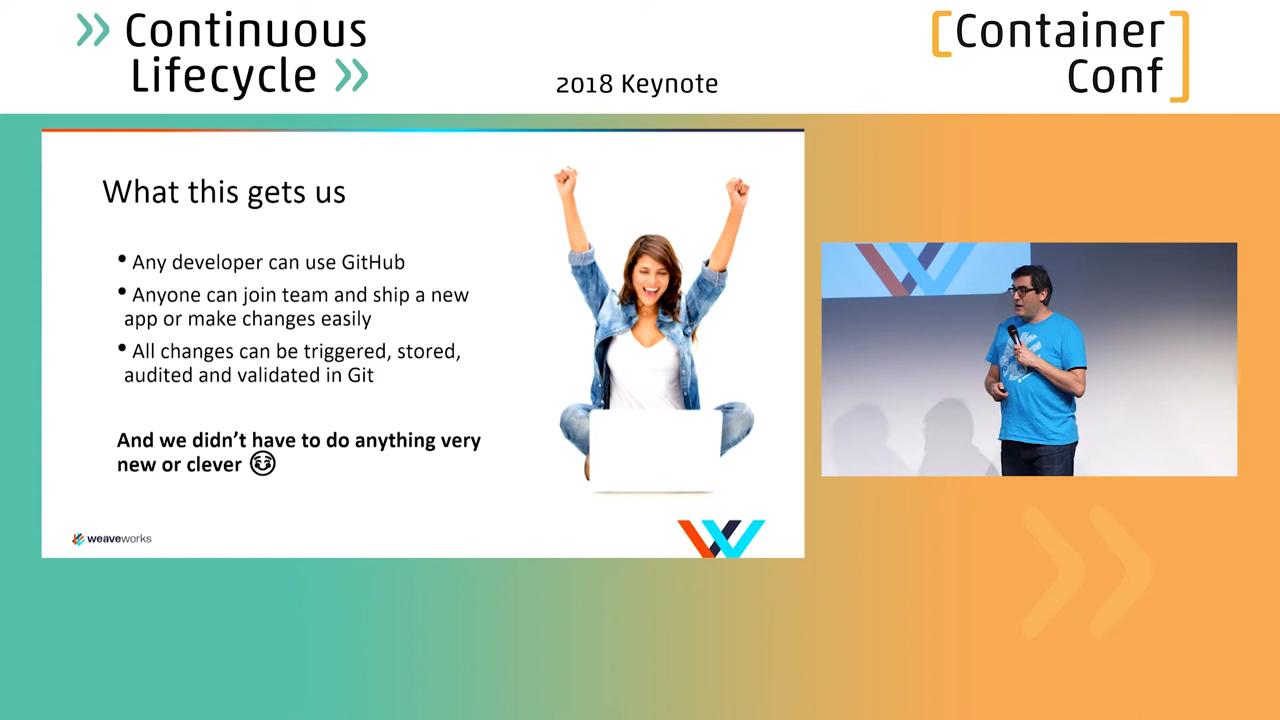 Continuous
Lifecycle
2018 Keynote
[Container
Conf]
What this gets us
• Any developer can use GitHub
• Anyone can join team and ship a new
app or make changes easily
• All changes can be triggered, stored,
audited and validated in Git
And we didn’t have to do anything very
new or clever 😂
weaveworks